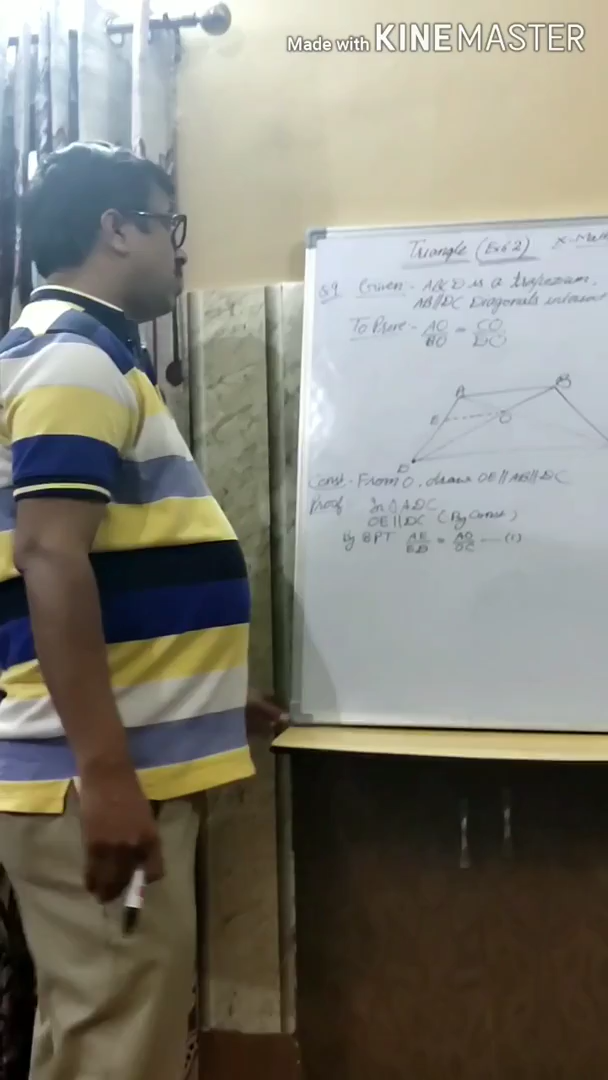 Made with KINEMASTER
Triangle (Ex 6.2) X-Math
Q9 Given - ABCD is a trapezium.
AB||DC Diagonals intersect
To Prove - AO/BO = CO/DO
A B
E O
D
Const - From O, draw OE||AB||DC
Proof In △ADC
OE||DC (By Const)
By BPT AE/ED = AO/OC —(1)